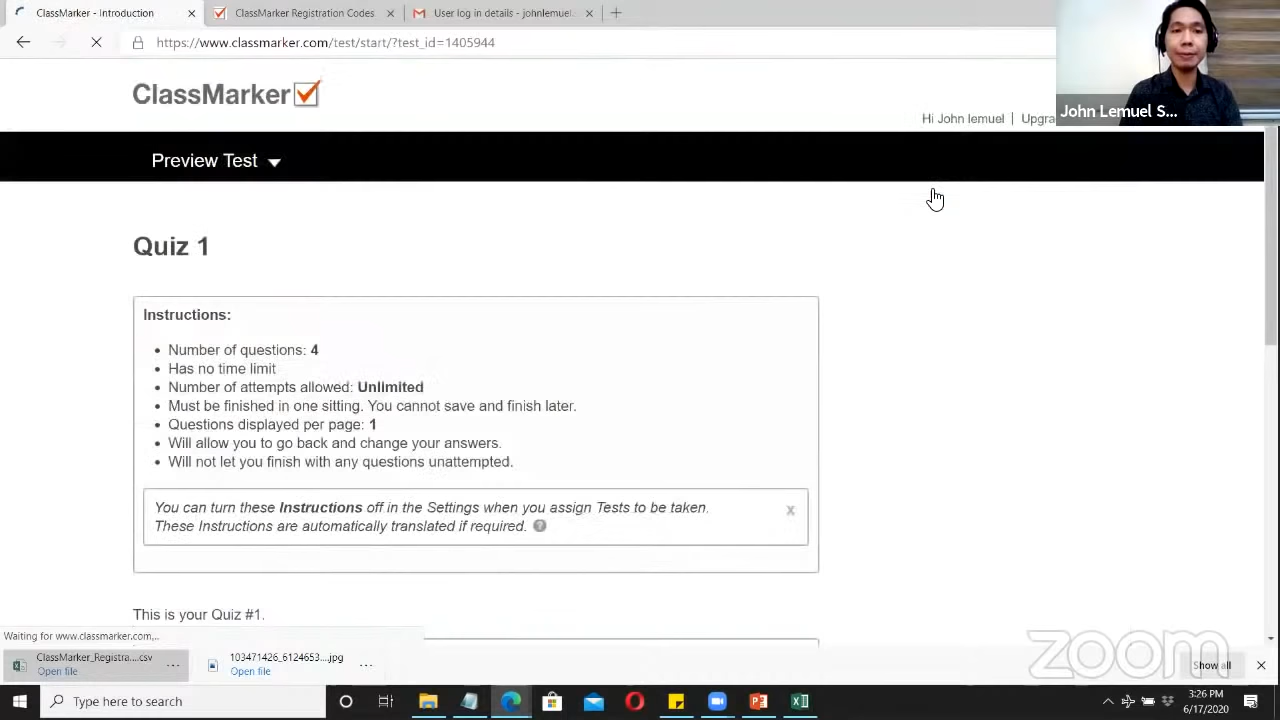 ClassMarker - Introduction
ClassMarker Registration Codes
User log in details - johnlemuel
https://www.classmarker.com/test/start/?test_id=1405944
ClassMarker
Hi John lemuel | Upgra
John Lemuel S...
Preview Test
Quiz 1
Instructions:
Number of questions: 4
Has no time limit
Number of attempts allowed: Unlimited
Must be finished in one sitting. You cannot save and finish later.
Questions displayed per page: 1
Will allow you to go back and change your answers.
Will not let you finish with any questions unattempted.
You can turn these Instructions off in the Settings when you assign Tests to be taken.
These Instructions are automatically translated if required.
This is your Quiz #1.
Waiting for www.classmarker.com...
ClassMarker_Registra....csv
Open file
103471426_6124653....jpg
Open file
zoom
Show all
Type here to search
3:26 PM
6/17/2020